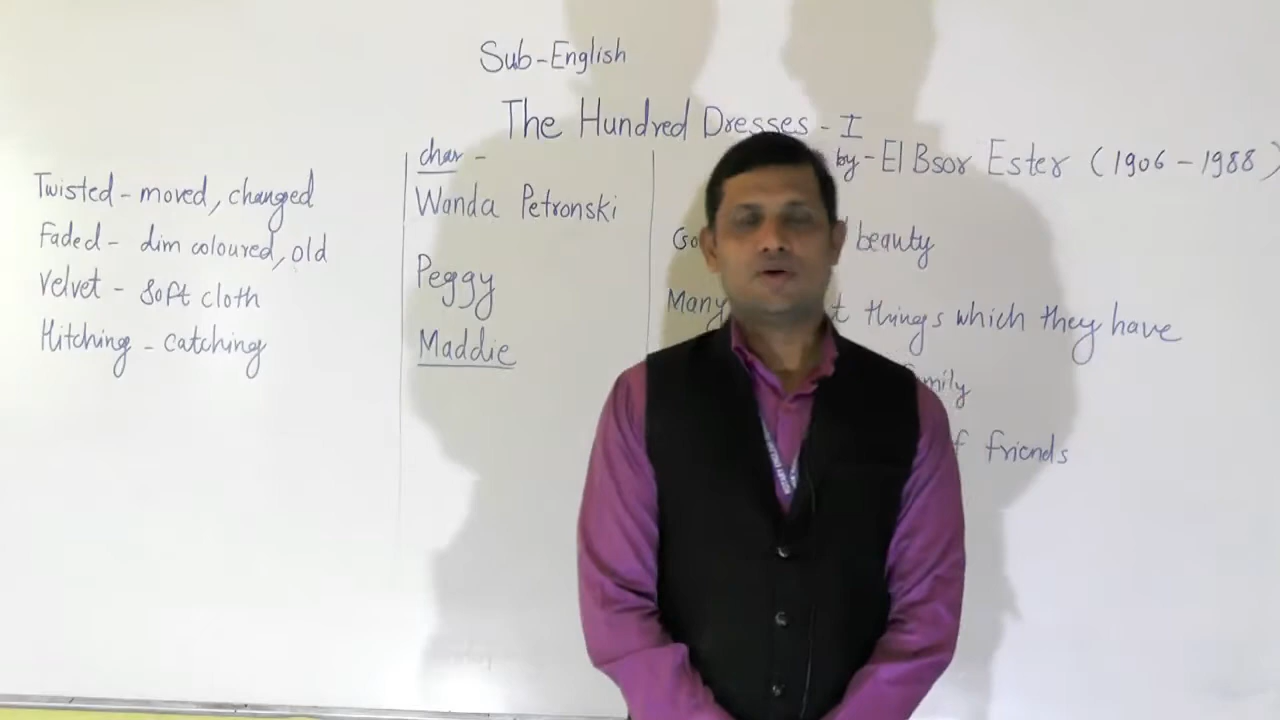 Sub-English
The Hundred Dresses - I
by - El Bsor Ester (1906 - 1988)
Twisted - moved, changed
Faded - dim coloured, old
Velvet - soft cloth
Hitching - catching
char -
Wanda Petronski
Peggy
Maddie
beauty
Many things which they have
friends